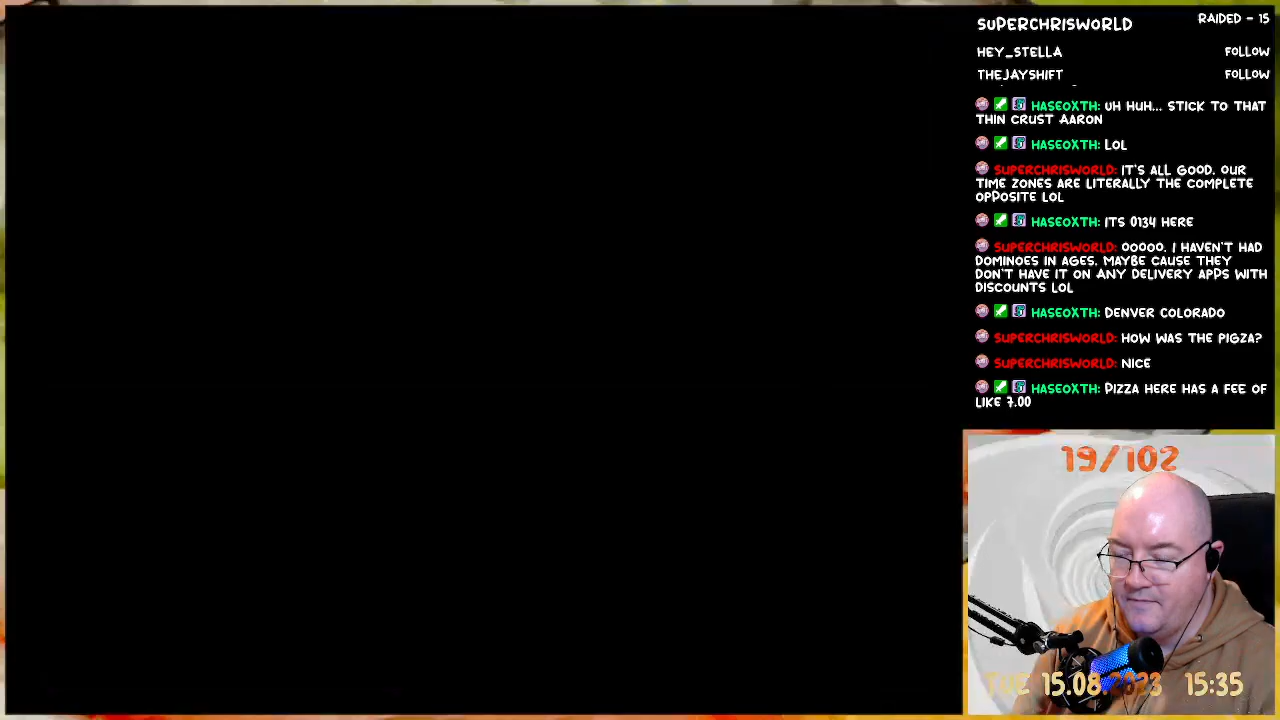 SUPERCHRISWORLD RAIDED - 15
HEY_STELLA FOLLOW
THEJAYSHIFT FOLLOW
HASEOXTH: UH HUH... STICK TO THAT
THIN CRUST AARON
HASEOXTH: LOL
SUPERCHRISWORLD: IT'S ALL GOOD. OUR
TIME ZONES ARE LITERALLY THE COMPLETE
OPPOSITE LOL
HASEOXTH: ITS 0134 HERE
SUPERCHRISWORLD: OOOOO. I HAVEN'T HAD
DOMINOES IN AGES. MAYBE CAUSE THEY
DON'T HAVE IT ON ANY DELIVERY APPS WITH
DISCOUNTS LOL
HASEOXTH: DENVER COLORADO
SUPERCHRISWORLD: HOW WAS THE PIGZA?
SUPERCHRISWORLD: NICE
HASEOXTH: PIZZA HERE HAS A FEE OF
LIKE 7.00
19/102
TUE 15.08.2023 15:35